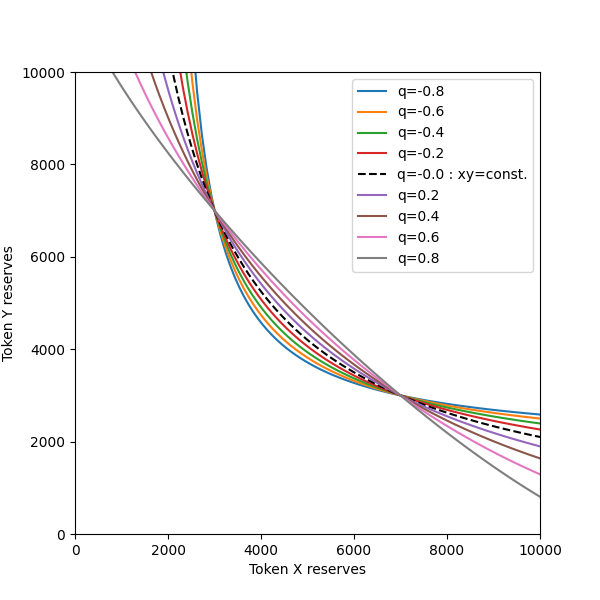 10000
8000
6000
4000
2000
0
Token Y reserves
q=-0.8
q=-0.6
q=-0.4
q=-0.2
q=-0.0 : xy=const.
q=0.2
q=0.4
q=0.6
q=0.8
0 2000 4000 6000 8000 10000
Token X reserves